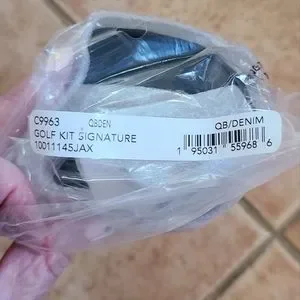 C9963 QBDEN QB/DENIM
GOLF KIT SIGNATURE
10011145JAX
1 95031 55968 6